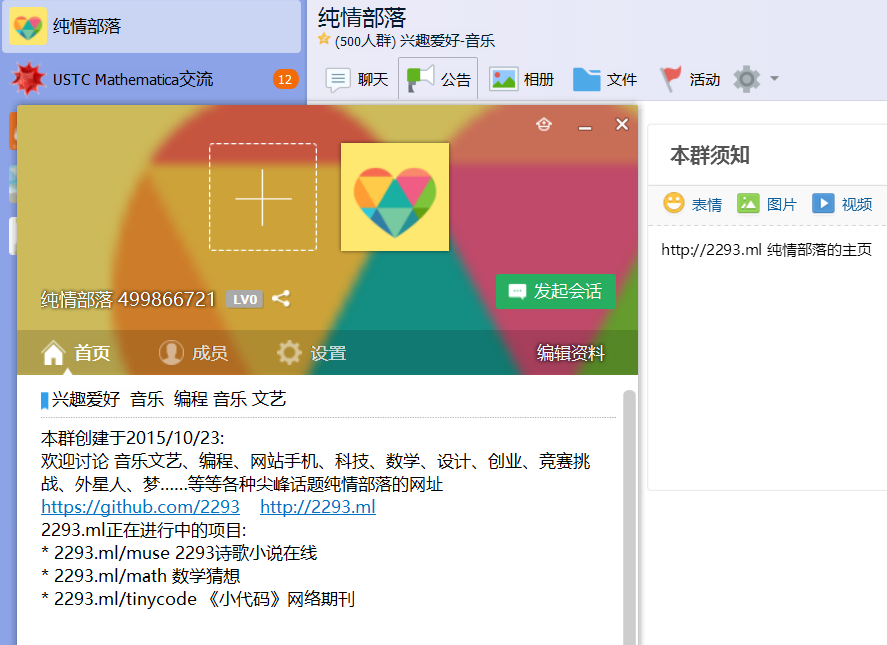 纯情部落
USTC Mathematica交流
12
纯情部落
(500人群) 兴趣爱好-音乐
聊天
公告
相册
文件
活动
纯情部落 499866721 LV0
发起会话
首页
成员
设置
编辑资料
兴趣爱好 音乐 编程 音乐 文艺
本群创建于2015/10/23:
欢迎讨论 音乐文艺、编程、网站手机、科技、数学、设计、创业、竞赛挑
战、外星人、梦......等等各种尖峰话题纯情部落的网址
https://github.com/2293 http://2293.ml
2293.ml正在进行中的项目:
* 2293.ml/muse 2293诗歌小说在线
* 2293.ml/math 数学猜想
* 2293.ml/tinycode 《小代码》网络期刊
本群须知
表情
图片
视频
http://2293.ml 纯情部落的主页